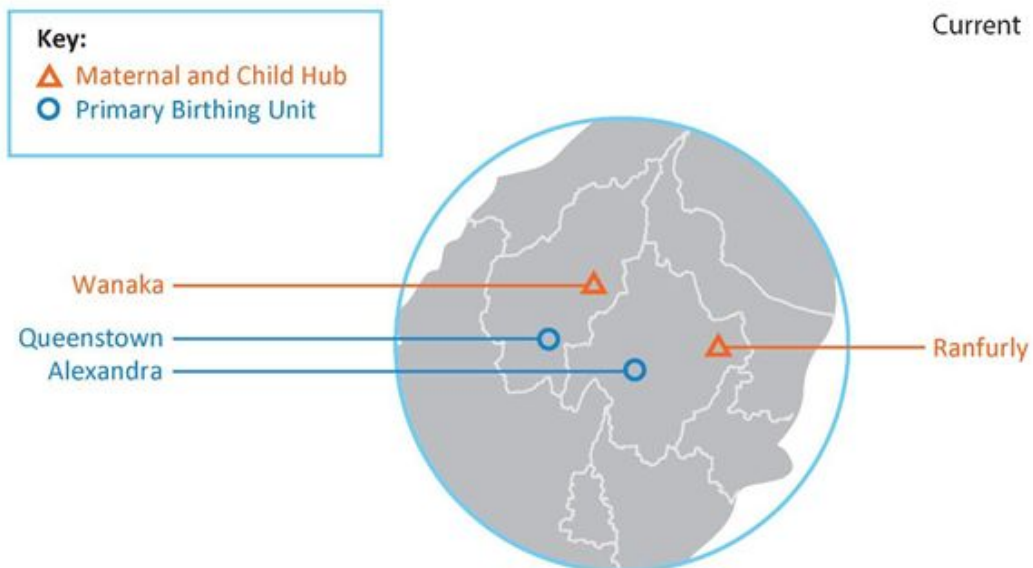 Current
Key:
Maternal and Child Hub
Primary Birthing Unit
Wanaka
Queenstown
Alexandra
Ranfurly